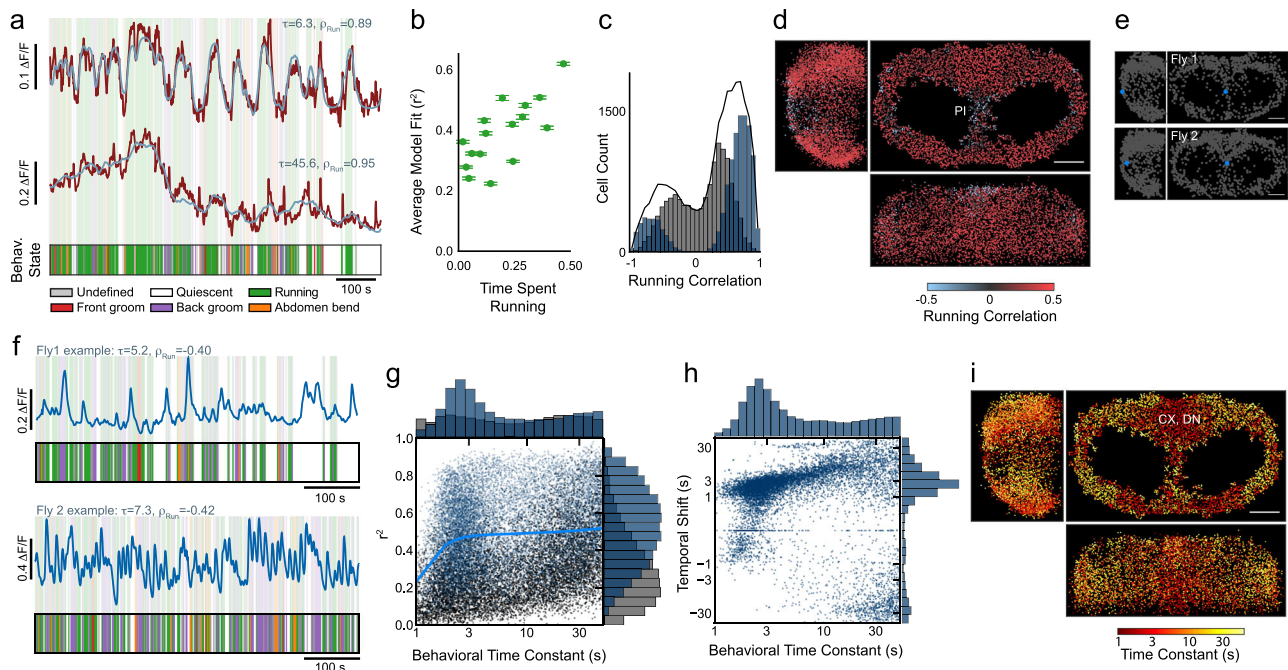 a
τ=6.3, ρRun=0.89
0.1 ΔF/F
τ=45.6, ρRun=0.95
0.2 ΔF/F
Behav. State
100 s
Undefined Quiescent Running
Front groom Back groom Abdomen bend
b
Average Model Fit (r²)
0.6
0.4
0.2
0.0
0.00 0.25 0.50
Time Spent
Running
c
Cell Count
1500
0
-1 0 1
Running Correlation
d
PI
-0.5 0 0.5
Running Correlation
e
Fly 1
Fly 2
f
Fly1 example: τ=5.2, ρRun=-0.40
0.2 ΔF/F
100 s
Fly 2 example: τ=7.3, ρRun=-0.42
0.4 ΔF/F
100 s
g
r²
1.0
0.8
0.6
0.4
0.2
0.0
1 3 10 30
Behavioral Time Constant (s)
h
Temporal Shift (s)
30
3
1
-1
-3
-30
1 3 10 30
Behavioral Time Constant (s)
i
CX, DN
1 3 10 30
Time Constant (s)